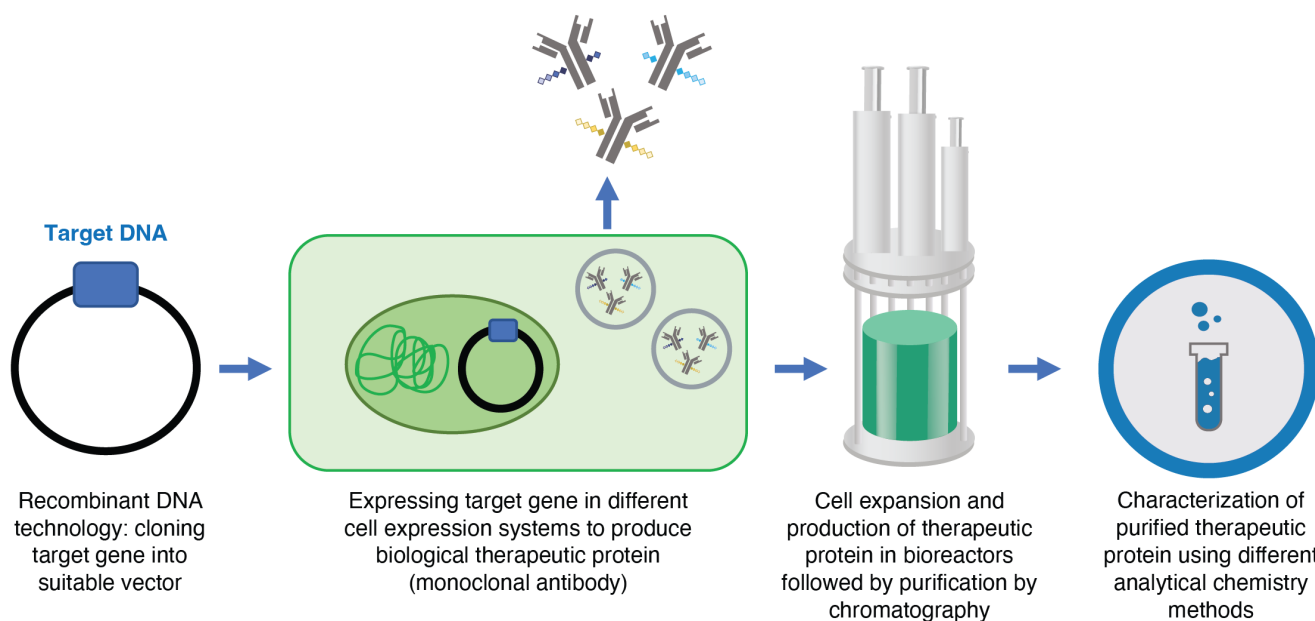 Target DNA
Recombinant DNA
technology: cloning
target gene into
suitable vector
Expressing target gene in different
cell expression systems to produce
biological therapeutic protein
(monoclonal antibody)
Cell expansion and
production of therapeutic
protein in bioreactors
followed by purification by
chromatography
Characterization of
purified therapeutic
protein using different
analytical chemistry
methods